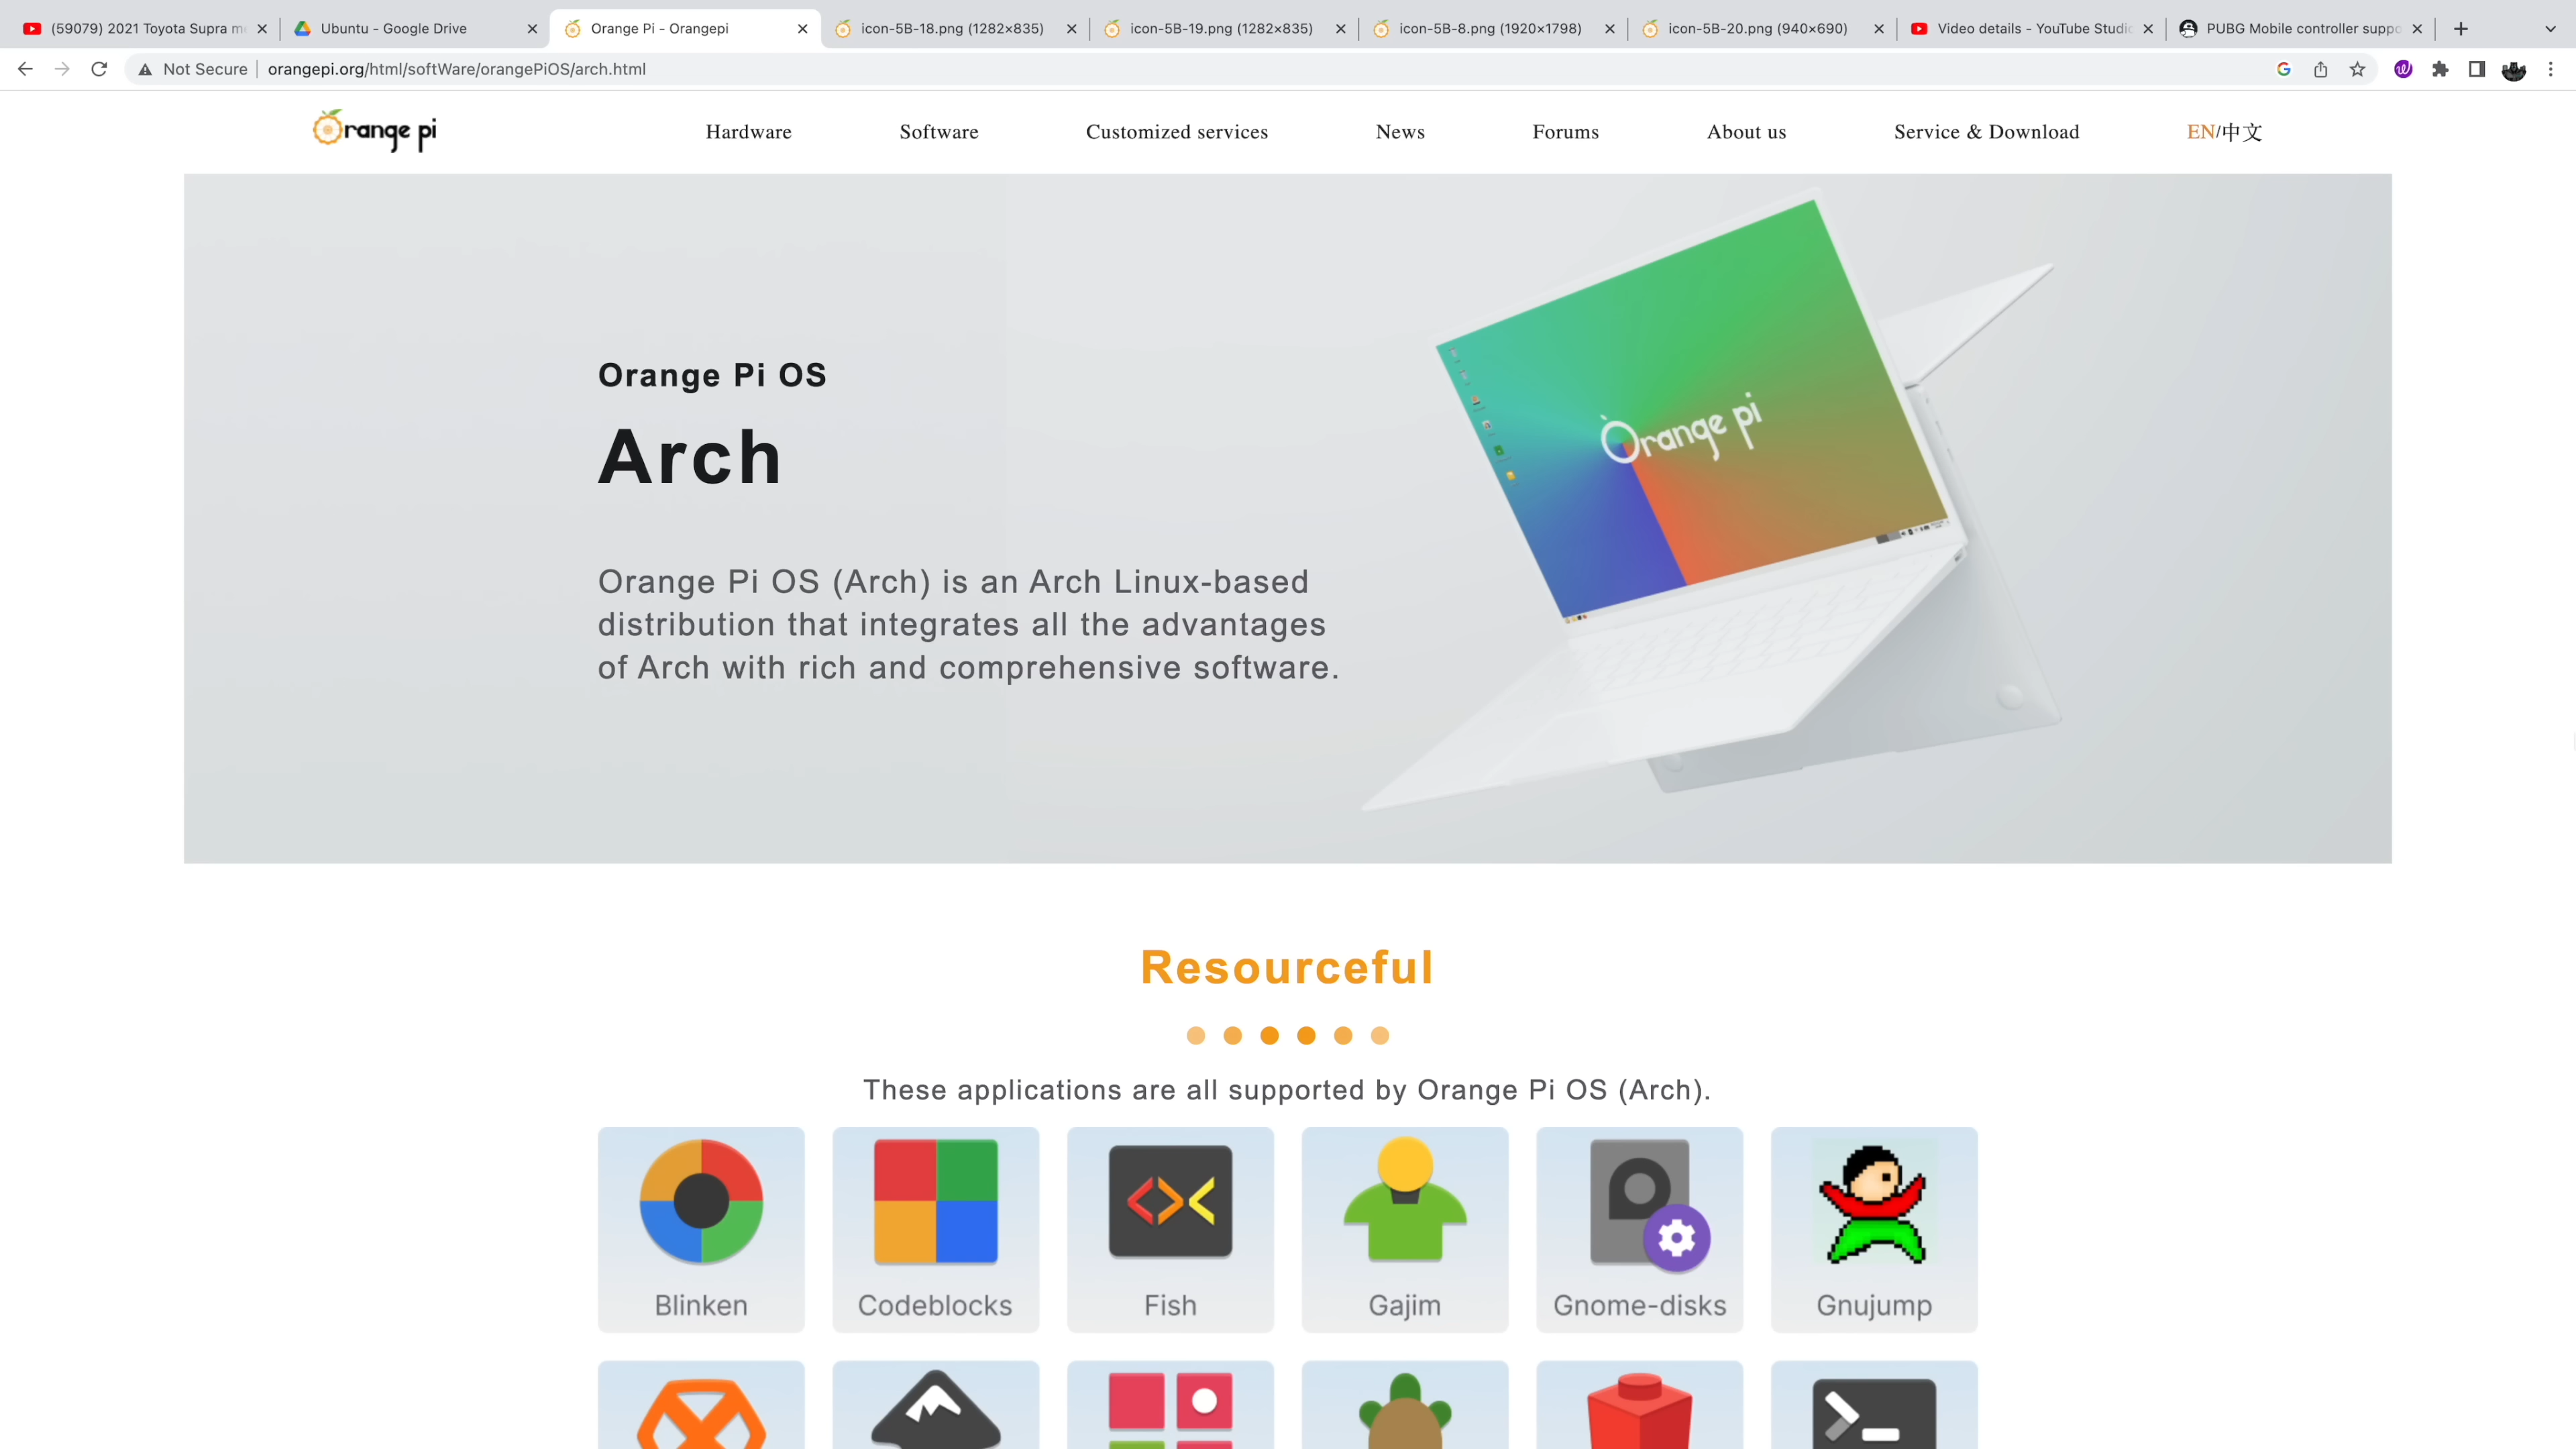 (59079) 2021 Toyota Supra m
Ubuntu - Google Drive
Orange Pi - Orangepi
icon-5B-18.png (1282×835)
icon-5B-19.png (1282×835)
icon-5B-8.png (1920×1798)
icon-5B-20.png (940×690)
Video details - YouTube Studio
PUBG Mobile controller suppo
Not Secure
orangepi.org/html/softWare/orangePiOS/arch.html
Orange pi
Hardware
Software
Customized services
News
Forums
About us
Service & Download
EN/中文
Orange Pi OS
Arch
Orange Pi OS (Arch) is an Arch Linux-based
distribution that integrates all the advantages
of Arch with rich and comprehensive software.
Orange pi
Resourceful
These applications are all supported by Orange Pi OS (Arch).
Blinken
Codeblocks
Fish
Gajim
Gnome-disks
Gnujump